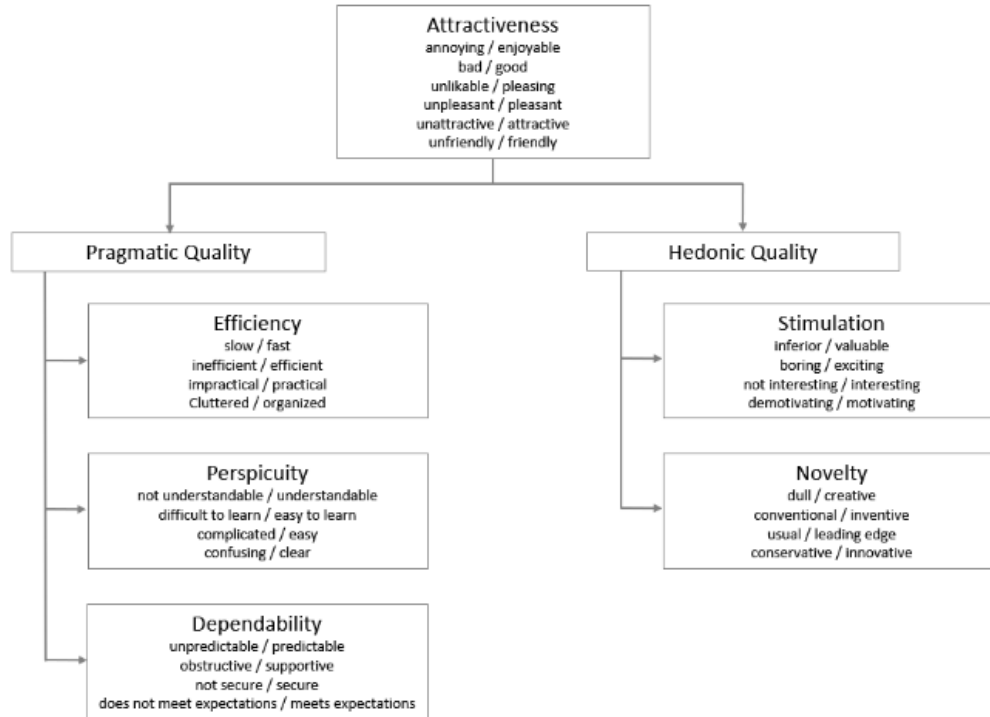 Attractiveness
annoying / enjoyable
bad / good
unlikable / pleasing
unpleasant / pleasant
unattractive / attractive
unfriendly / friendly
Pragmatic Quality
Hedonic Quality
Efficiency
slow / fast
inefficient / efficient
impractical / practical
Cluttered / organized
Stimulation
inferior / valuable
boring / exciting
not interesting / interesting
demotivating / motivating
Perspicuity
not understandable / understandable
difficult to learn / easy to learn
complicated / easy
confusing / clear
Novelty
dull / creative
conventional / inventive
usual / leading edge
conservative / innovative
Dependability
unpredictable / predictable
obstructive / supportive
not secure / secure
does not meet expectations / meets expectations